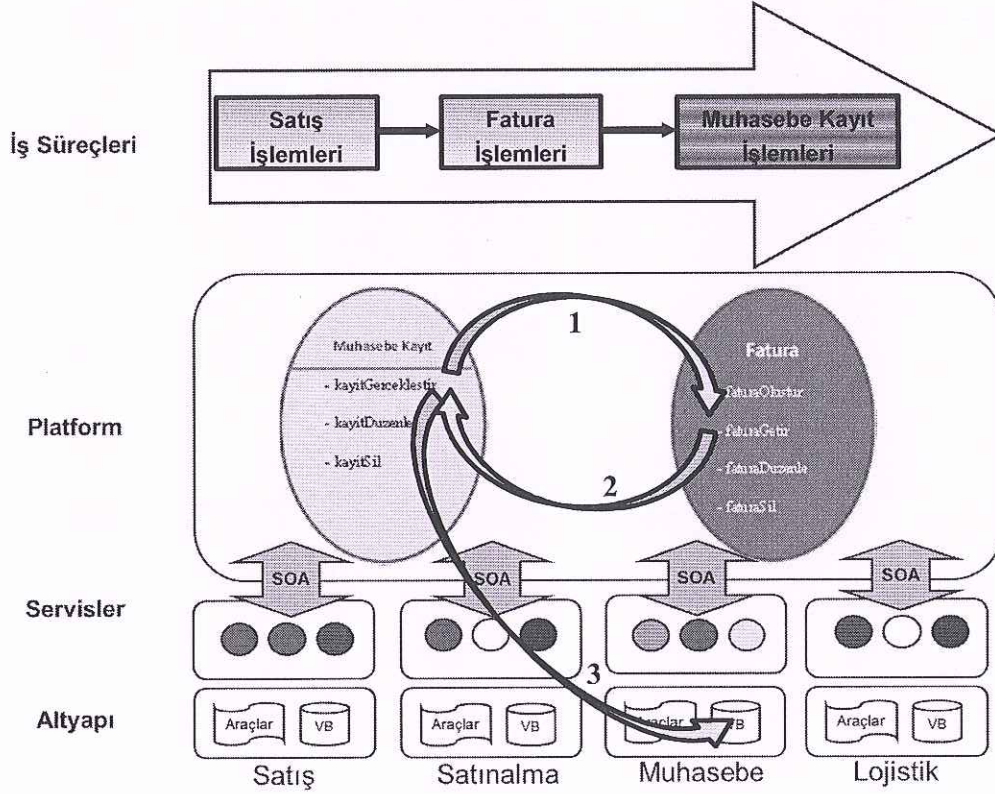 İş Süreçleri
Satış
İşlemleri
Fatura
İşlemleri
Muhasebe Kayıt
İşlemleri
Platform
Muhasebe Kayıt
- kayitGerceklestir
- kayitDuzenle
- kayitSil
1
2
Fatura
- faturaOlustur
- faturaGetir
- faturaDuzenle
- faturaSil
SOA
SOA
SOA
SOA
Servisler
3
Altyapı
Araçlar
VB
Araçlar
VB
Araçlar
VB
Araçlar
VB
Satış
Satınalma
Muhasebe
Lojistik